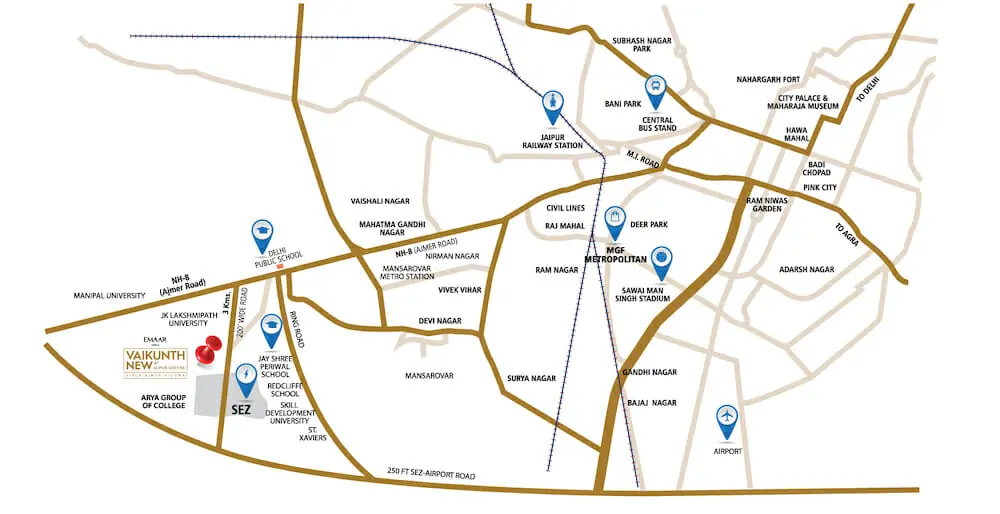 SUBHASH NAGAR
PARK
NAHARGARH FORT
TO DELHI
BANI PARK
CITY PALACE &
MAHARAJA MUSEUM
CENTRAL
BUS STAND
JAIPUR
RAILWAY STATION
HAWA
MAHAL
M.I. ROAD
BADI
CHOPAD
PINK CITY
VAISHALI NAGAR
RAM NIWAS
GARDEN
CIVIL LINES
MAHATMA GANDHI
NAGAR
RAJ MAHAL
DEER PARK
TO AGRA
NH-8 (AJMER ROAD)
MGF
METROPOLITAN
DELHI
PUBLIC SCHOOL
NIRMAN NAGAR
MANSAROVAR
METRO STATION
RAM NAGAR
ADARSH NAGAR
NH-8
(Ajmer Road)
SAWAI MAN
SINGH STADIUM
MANIPAL UNIVERSITY
VIVEK VIHAR
3 Kms.
200' WIDE ROAD
RING ROAD
JK LAKSHMIPATH
UNIVERSITY
DEVI NAGAR
EMAAR
VAIKUNTH
NEW AT
JAIPUR GREENS
JAY SHREE
PERIWAL
SCHOOL
MANSAROVAR
SURYA NAGAR
GANDHI NAGAR
REDCLIFFE
SCHOOL
ARYA GROUP
OF COLLEGE
SEZ
SKILL
DEVELOPMENT
UNIVERSITY
BAJAJ NAGAR
ST.
XAVIERS
AIRPORT
250 FT SEZ-AIRPORT ROAD